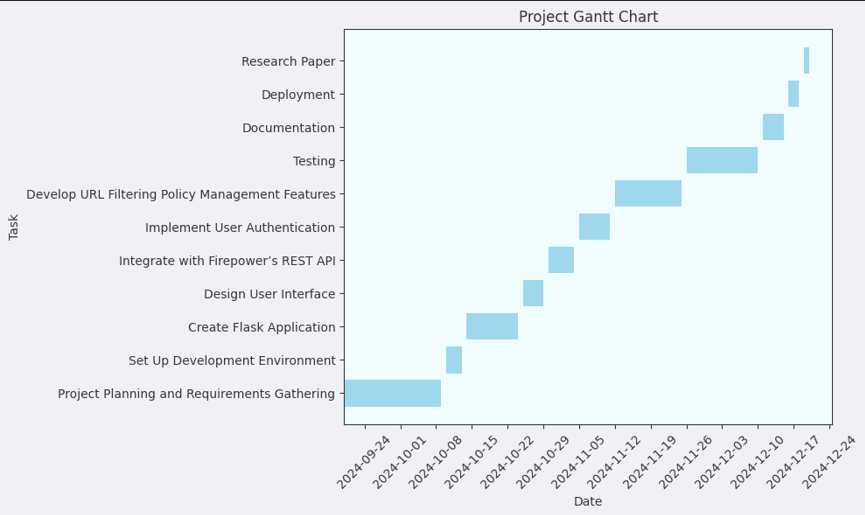 Project Gantt Chart
Research Paper
Deployment
Documentation
Testing
Develop URL Filtering Policy Management Features
Implement User Authentication
Integrate with Firepower’s REST API
Design User Interface
Create Flask Application
Set Up Development Environment
Project Planning and Requirements Gathering
Task
2024-09-24
2024-10-01
2024-10-08
2024-10-15
2024-10-22
2024-10-29
2024-11-05
2024-11-12
2024-11-19
2024-11-26
2024-12-03
2024-12-10
2024-12-17
2024-12-24
Date